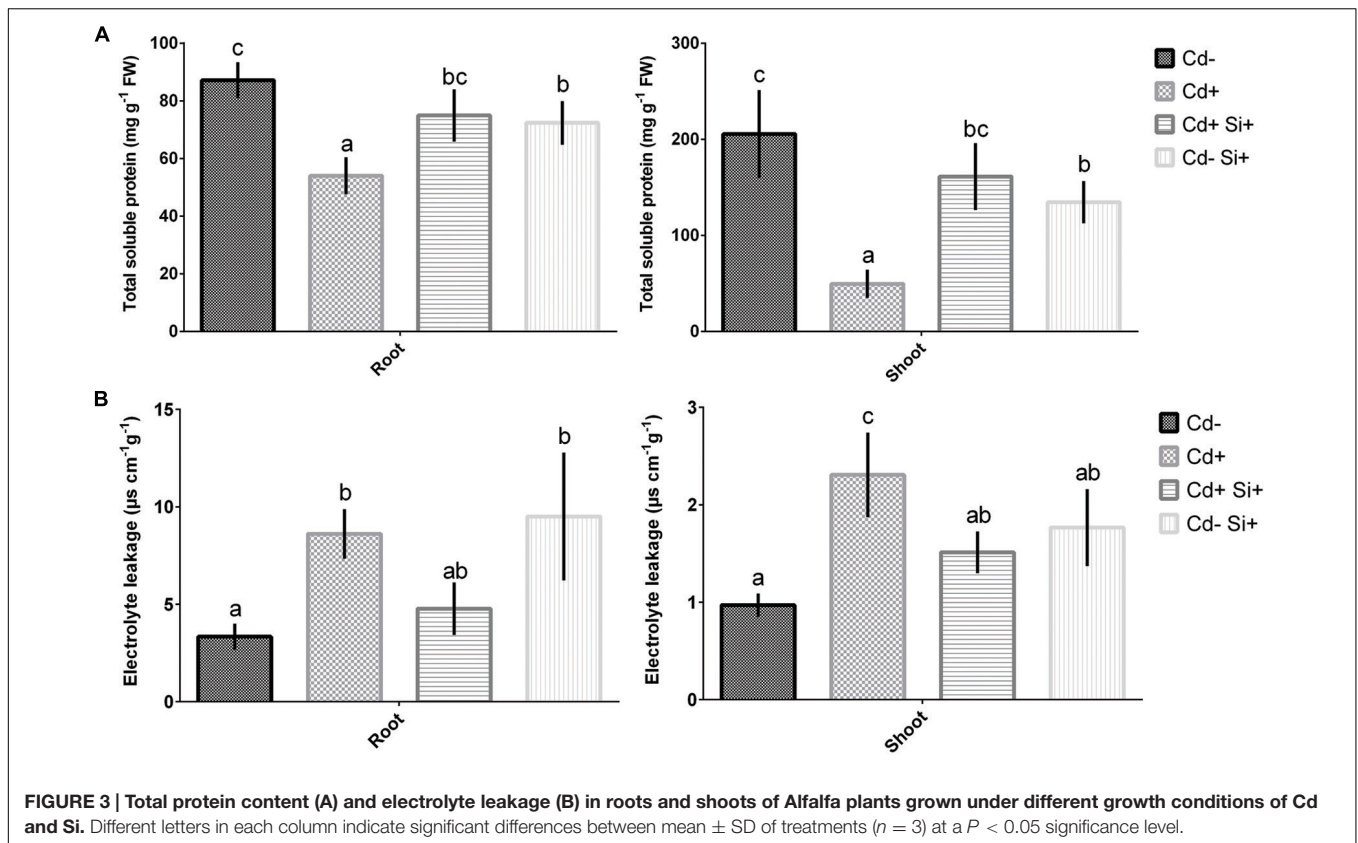 A
Total soluble protein (mg g-1 FW)
100
80
60
40
20
0
c
a
bc
b
Root
Total soluble protein (mg g-1 FW)
300
200
100
0
c
a
bc
b
Shoot
Cd-
Cd+
Cd+ Si+
Cd- Si+
B
Electrolyte leakage (µs cm-1g-1)
15
10
5
0
a
b
ab
b
Root
Electrolyte leakage (µs cm-1g-1)
3
2
1
0
a
c
ab
ab
Shoot
Cd-
Cd+
Cd+ Si+
Cd- Si+
FIGURE 3 | Total protein content (A) and electrolyte leakage (B) in roots and shoots of Alfalfa plants grown under different growth conditions of Cd
and Si. Different letters in each column indicate significant differences between mean ± SD of treatments (n = 3) at a P < 0.05 significance level.